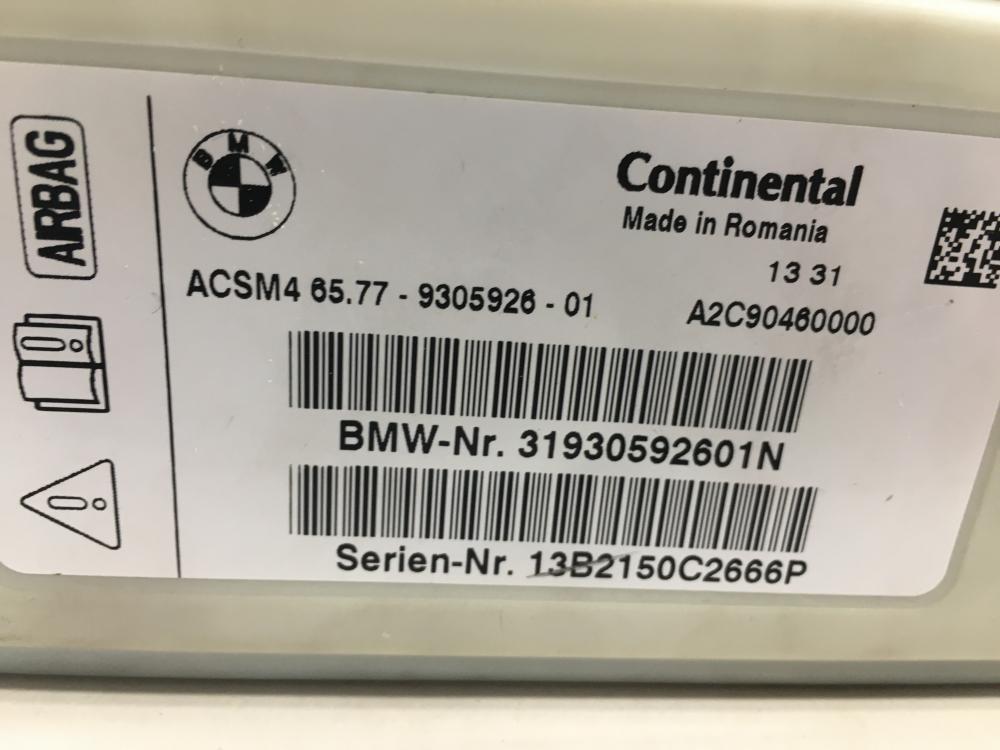 AIRBAG
BMW
Continental
Made in Romania
13 31
ACSM4 65.77 - 9305926 - 01
A2C90460000
BMW-Nr. 31930592601N
Serien-Nr. 13B2150C2666P